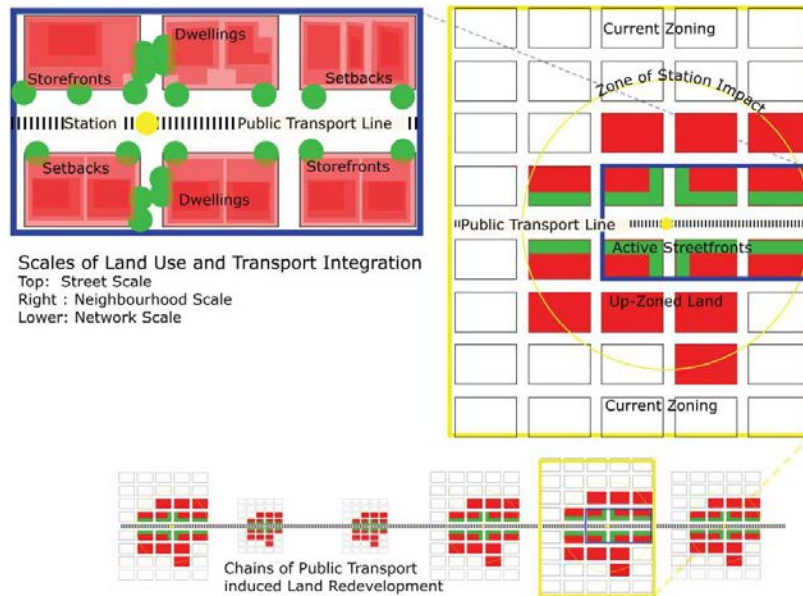 Dwellings
Storefronts
Setbacks
Station
Public Transport Line
Setbacks
Dwellings
Storefronts
Scales of Land Use and Transport Integration
Top: Street Scale
Right : Neighbourhood Scale
Lower: Network Scale
Current Zoning
Zone of Station Impact
Public Transport Line
Active Streetfronts
Up-Zoned Land
Current Zoning
Chains of Public Transport
induced Land Redevelopment